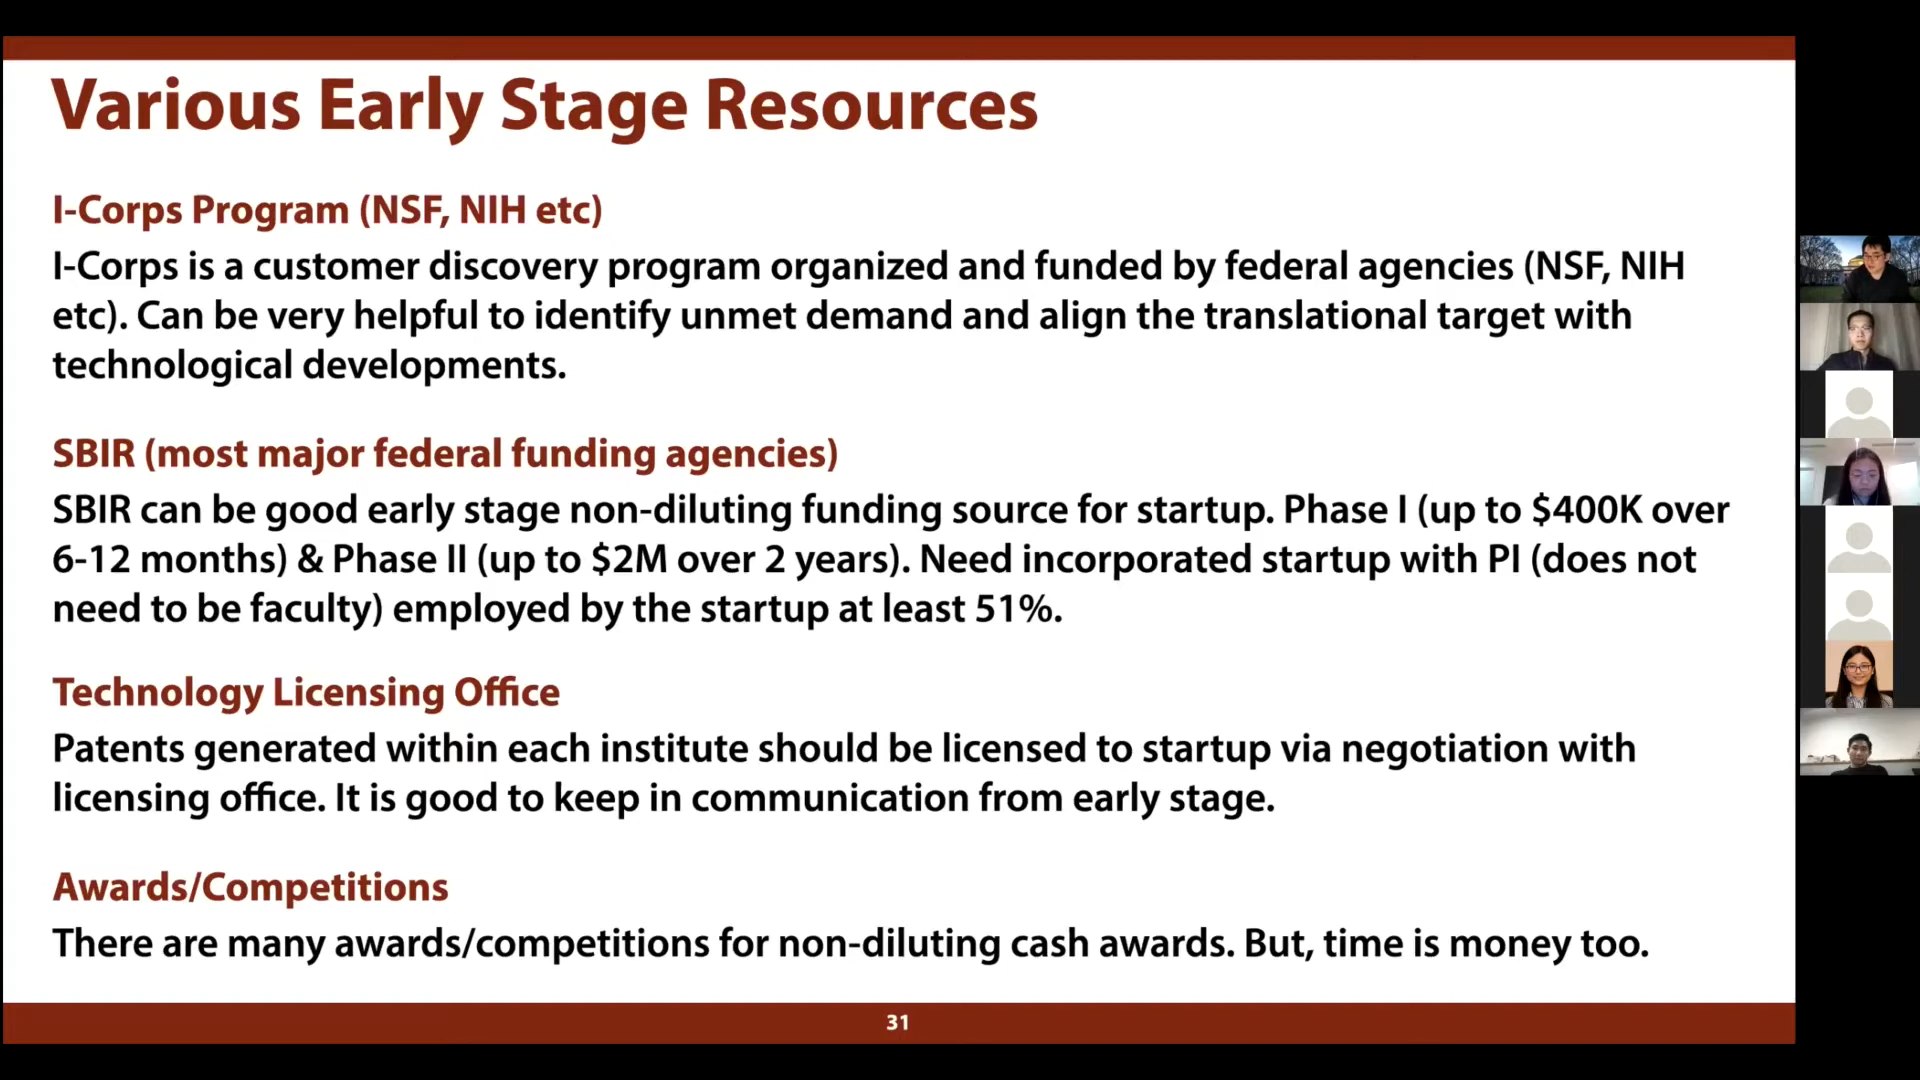 Various Early Stage Resources
I-Corps Program (NSF, NIH etc)
I-Corps is a customer discovery program organized and funded by federal agencies (NSF, NIH
etc). Can be very helpful to identify unmet demand and align the translational target with
technological developments.
SBIR (most major federal funding agencies)
SBIR can be good early stage non-diluting funding source for startup. Phase I (up to $400K over
6-12 months) & Phase II (up to $2M over 2 years). Need incorporated startup with PI (does not
need to be faculty) employed by the startup at least 51%.
Technology Licensing Office
Patents generated within each institute should be licensed to startup via negotiation with
licensing office. It is good to keep in communication from early stage.
Awards/Competitions
There are many awards/competitions for non-diluting cash awards. But, time is money too.
31